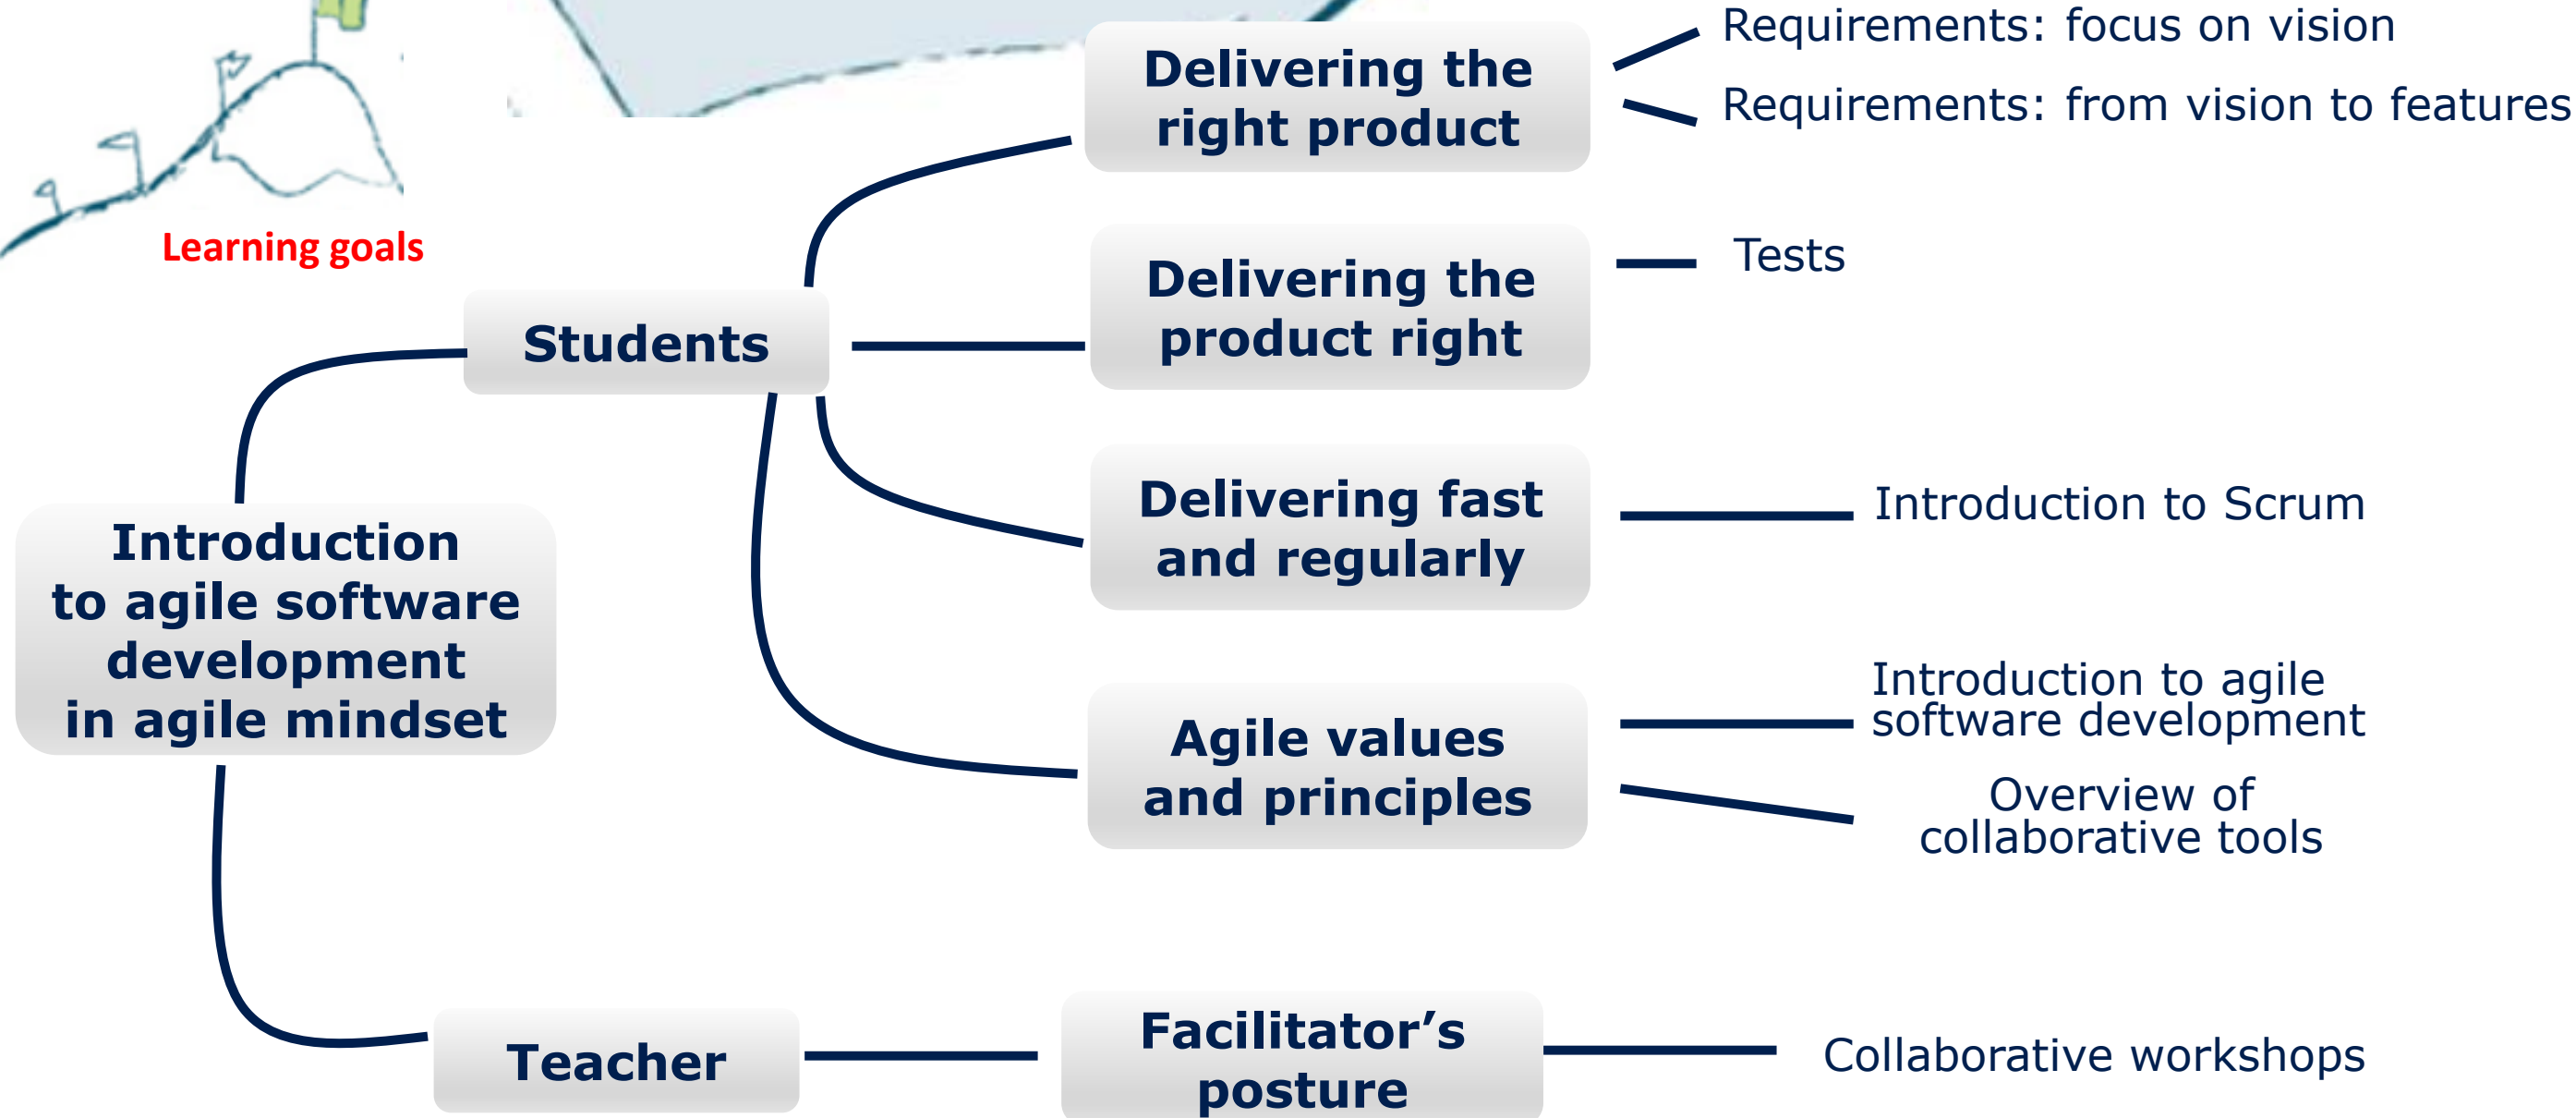 Learning goals
Introduction
to agile software
development
in agile mindset
Students
Delivering the
right product
Requirements: focus on vision
Requirements: from vision to features
Delivering the
product right
Tests
Delivering fast
and regularly
Introduction to Scrum
Agile values
and principles
Introduction to agile
software development
Overview of
collaborative tools
Teacher
Facilitator’s
posture
Collaborative workshops